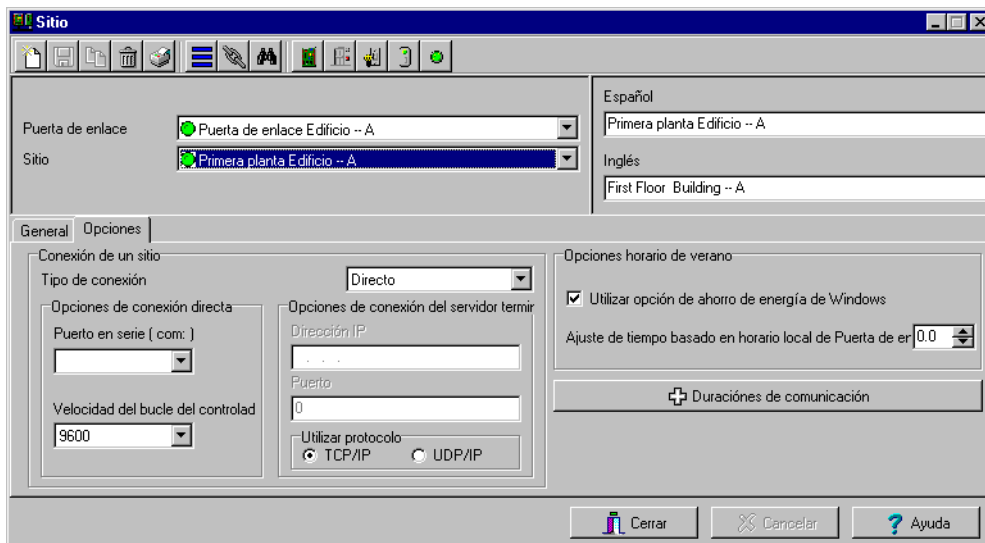 Sitio
Español
Puerta de enlace
Puerta de enlace Edificio -- A
Primera planta Edificio -- A
Sitio
Primera planta Edificio -- A
Inglés
First Floor Building -- A
General
Opciones
Conexión de un sitio
Tipo de conexión
Directo
Opciones de conexión directa
Puerto en serie ( com: )
Velocidad del bucle del controlad
9600
Opciones de conexión del servidor termir
Dirección IP
. . .
Puerto
0
Utilizar protocolo
TCP/IP
UDP/IP
Opciones horario de verano
Utilizar opción de ahorro de energía de Windows
Ajuste de tiempo basado en horario local de Puerta de er
0.0
Duraciónes de comunicación
Cerrar
Cancelar
Ayuda